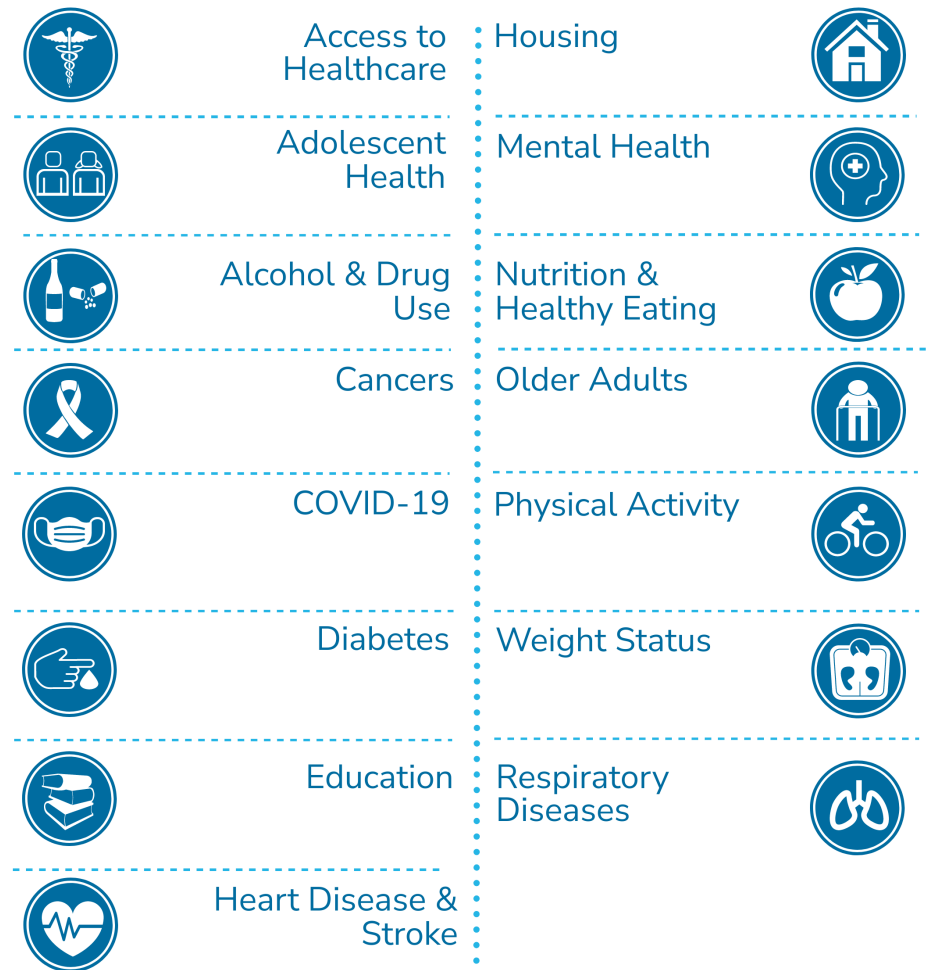 Access to
Healthcare
Adolescent
Health
Alcohol & Drug
Use
Cancers
COVID-19
Diabetes
Education
Heart Disease &
Stroke
Housing
Mental Health
Nutrition &
Healthy Eating
Older Adults
Physical Activity
Weight Status
Respiratory
Diseases